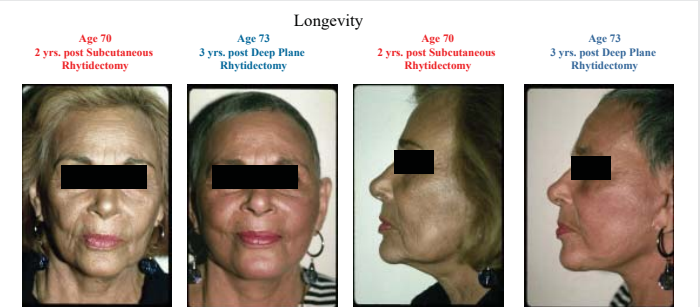 Longevity
Age 70
2 yrs. post Subcutaneous
Rhytidectomy
Age 73
3 yrs. post Deep Plane
Rhytidectomy
Age 70
2 yrs. post Subcutaneous
Rhytidectomy
Age 73
3 yrs. post Deep Plane
Rhytidectomy